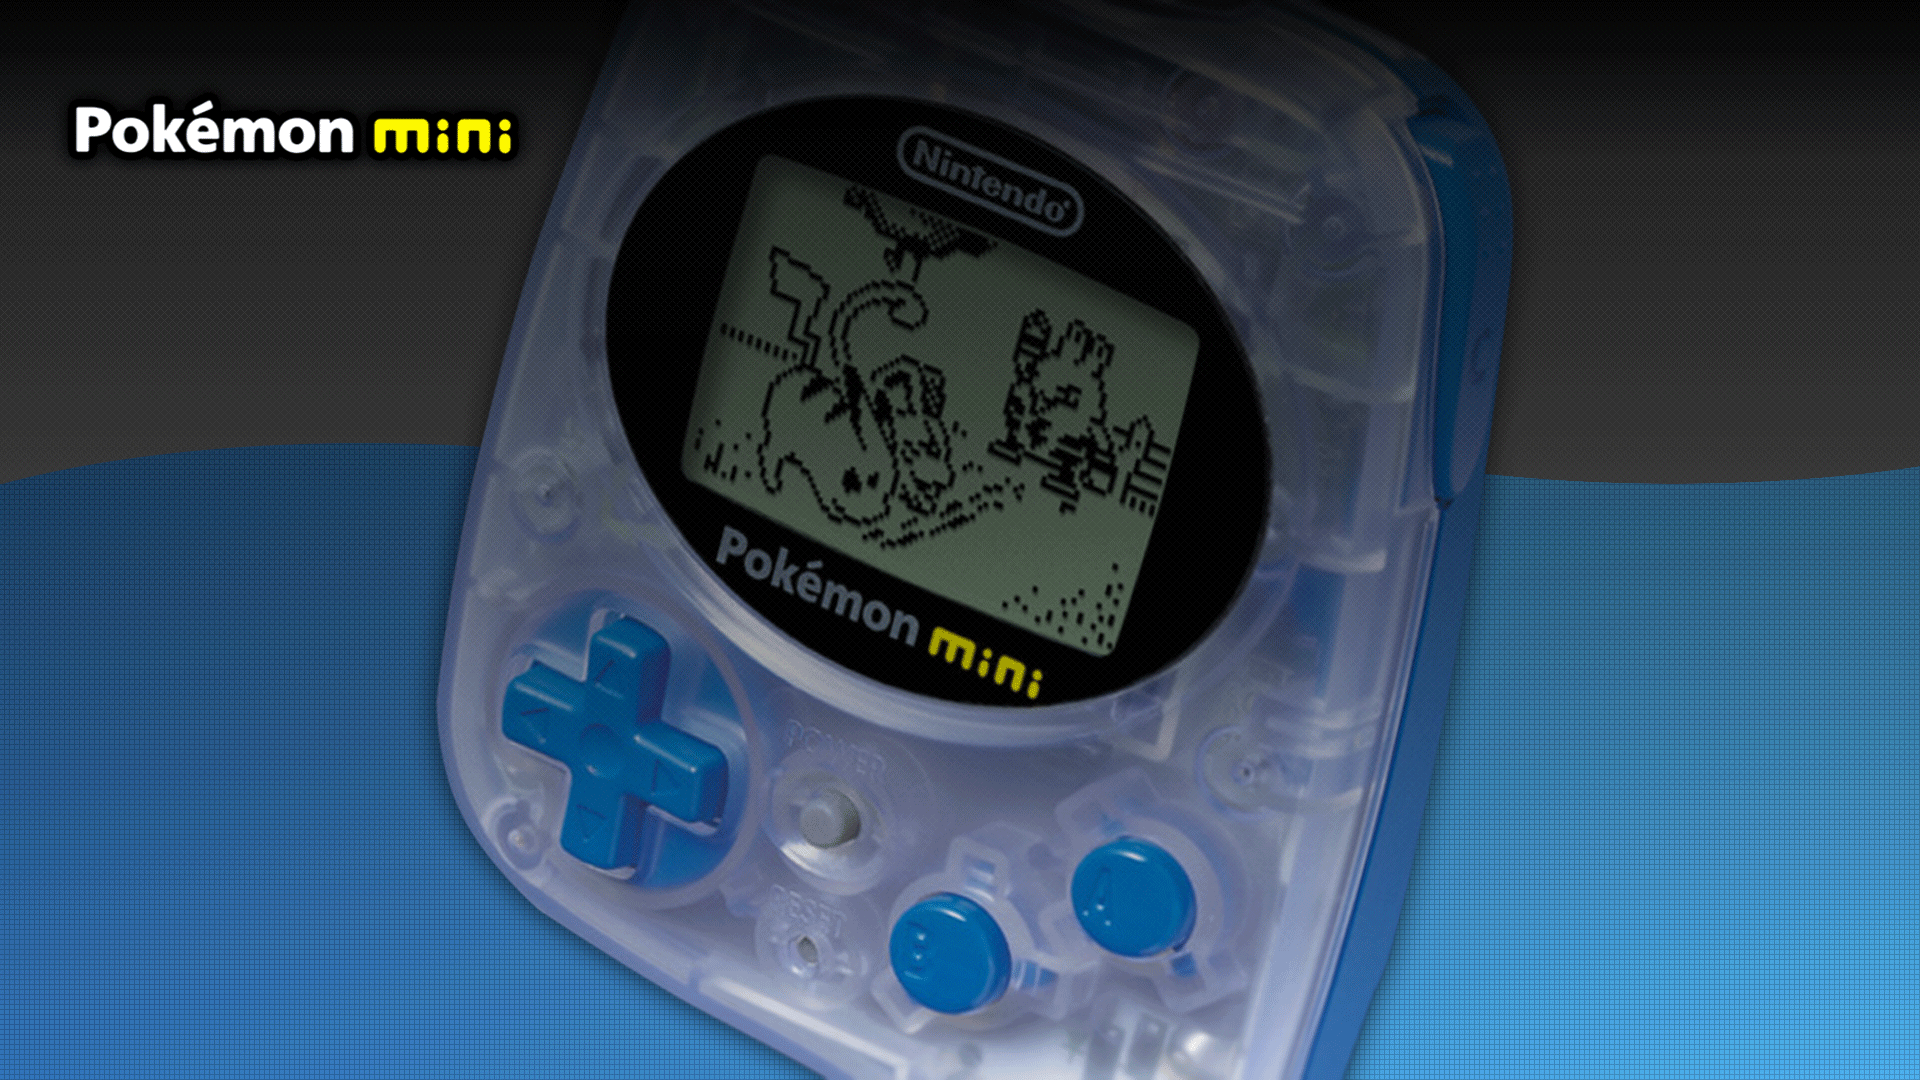 Pokémon mini
Nintendo
Pokémon mini
POWER
RESET
A
B